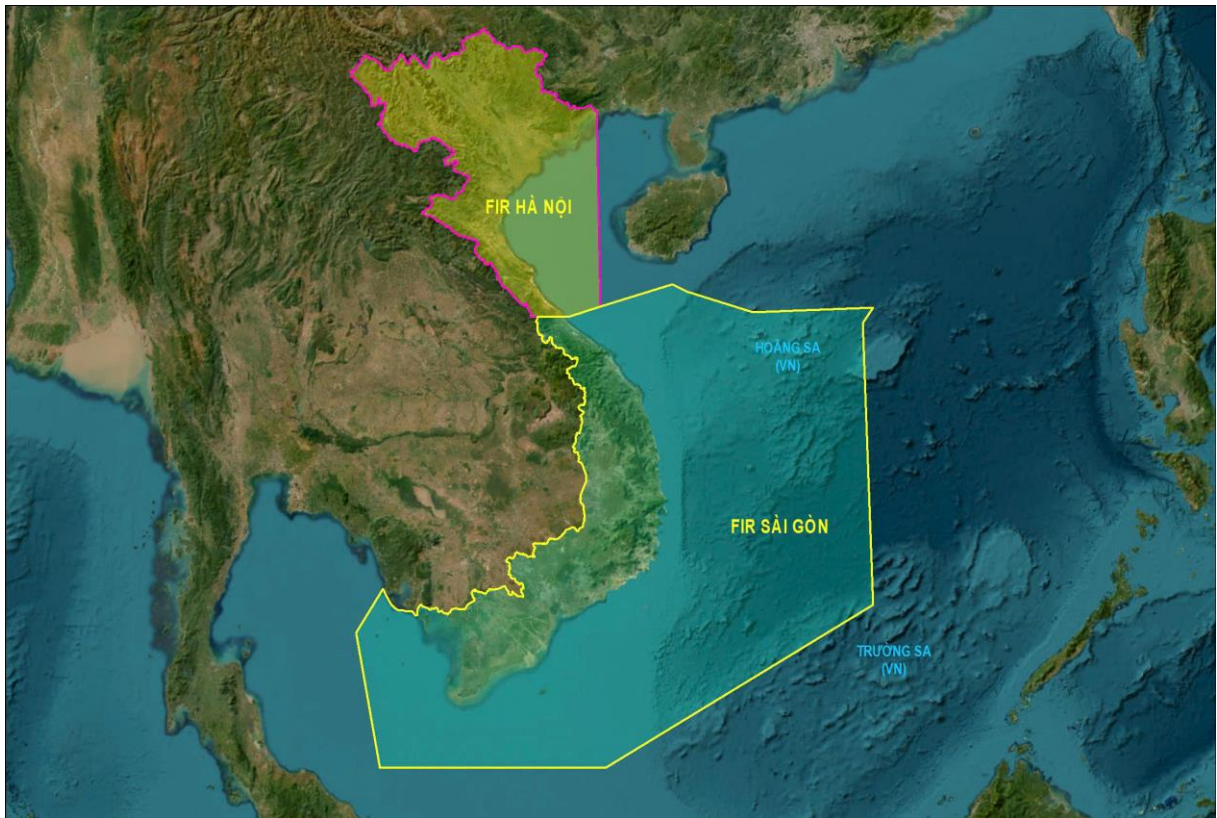 FIR HÀ NỘI
HOÀNG SA
(VN)
FIR SÀI GÒN
TRƯỜNG SA
(VN)